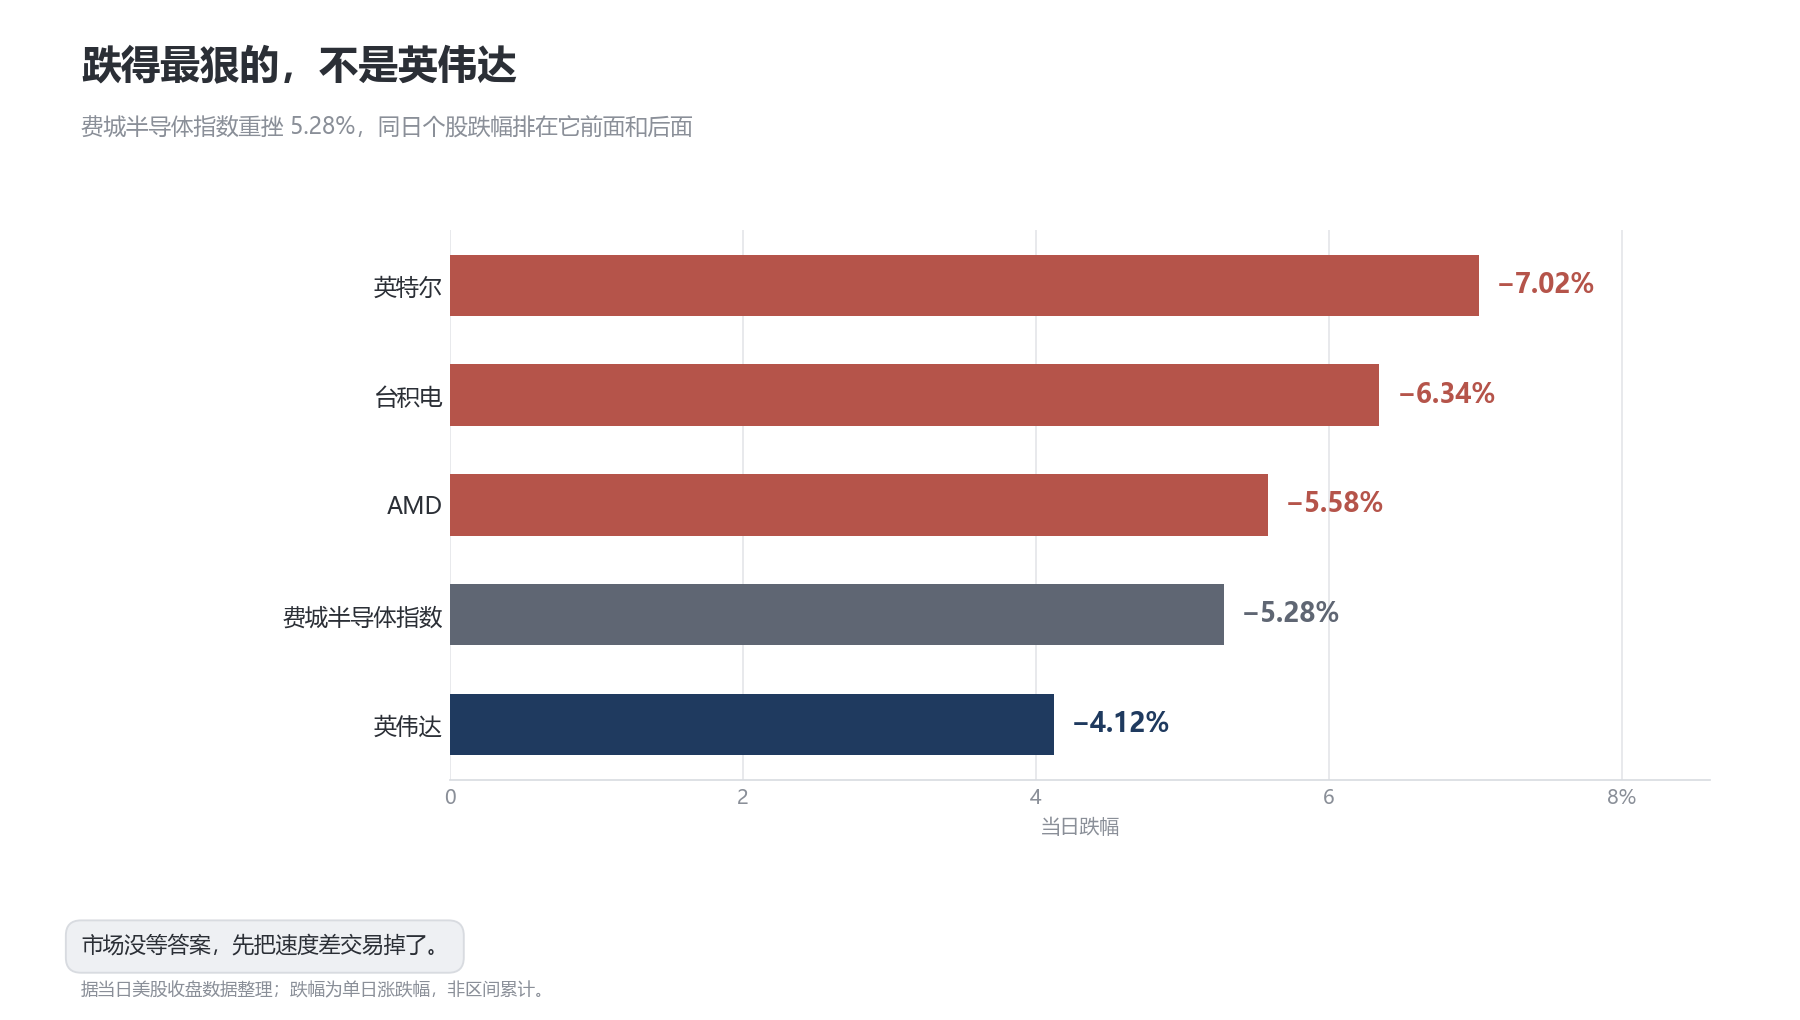 跌得最狠的，不是英伟达
费城半导体指数重挫 5.28%，同日个股跌幅排在它前面和后面
英特尔 −7.02%
台积电 −6.34%
AMD −5.58%
费城半导体指数 −5.28%
英伟达 −4.12%
0 2 4 6 8%
当日跌幅
市场没等答案，先把速度差交易掉了。
据当日美股收盘数据整理；跌幅为单日涨跌幅，非区间累计。